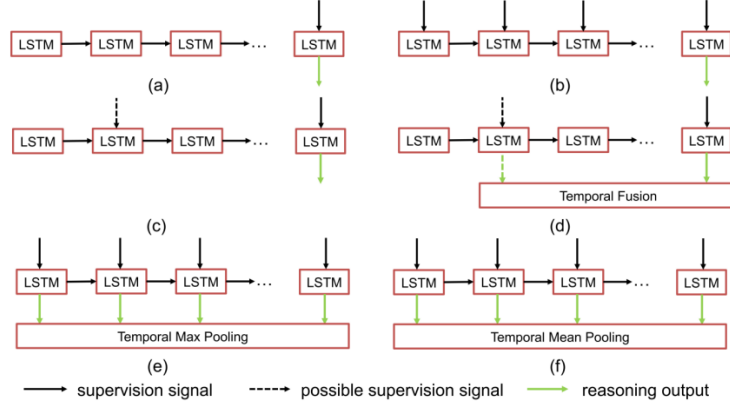 LSTM LSTM LSTM ... LSTM
(a)
LSTM LSTM LSTM ... LSTM
(b)
LSTM LSTM LSTM ... LSTM
(c)
LSTM LSTM LSTM ... LSTM
Temporal Fusion
(d)
LSTM LSTM LSTM ... LSTM
Temporal Max Pooling
(e)
LSTM LSTM LSTM ... LSTM
Temporal Mean Pooling
(f)
supervision signal possible supervision signal reasoning output